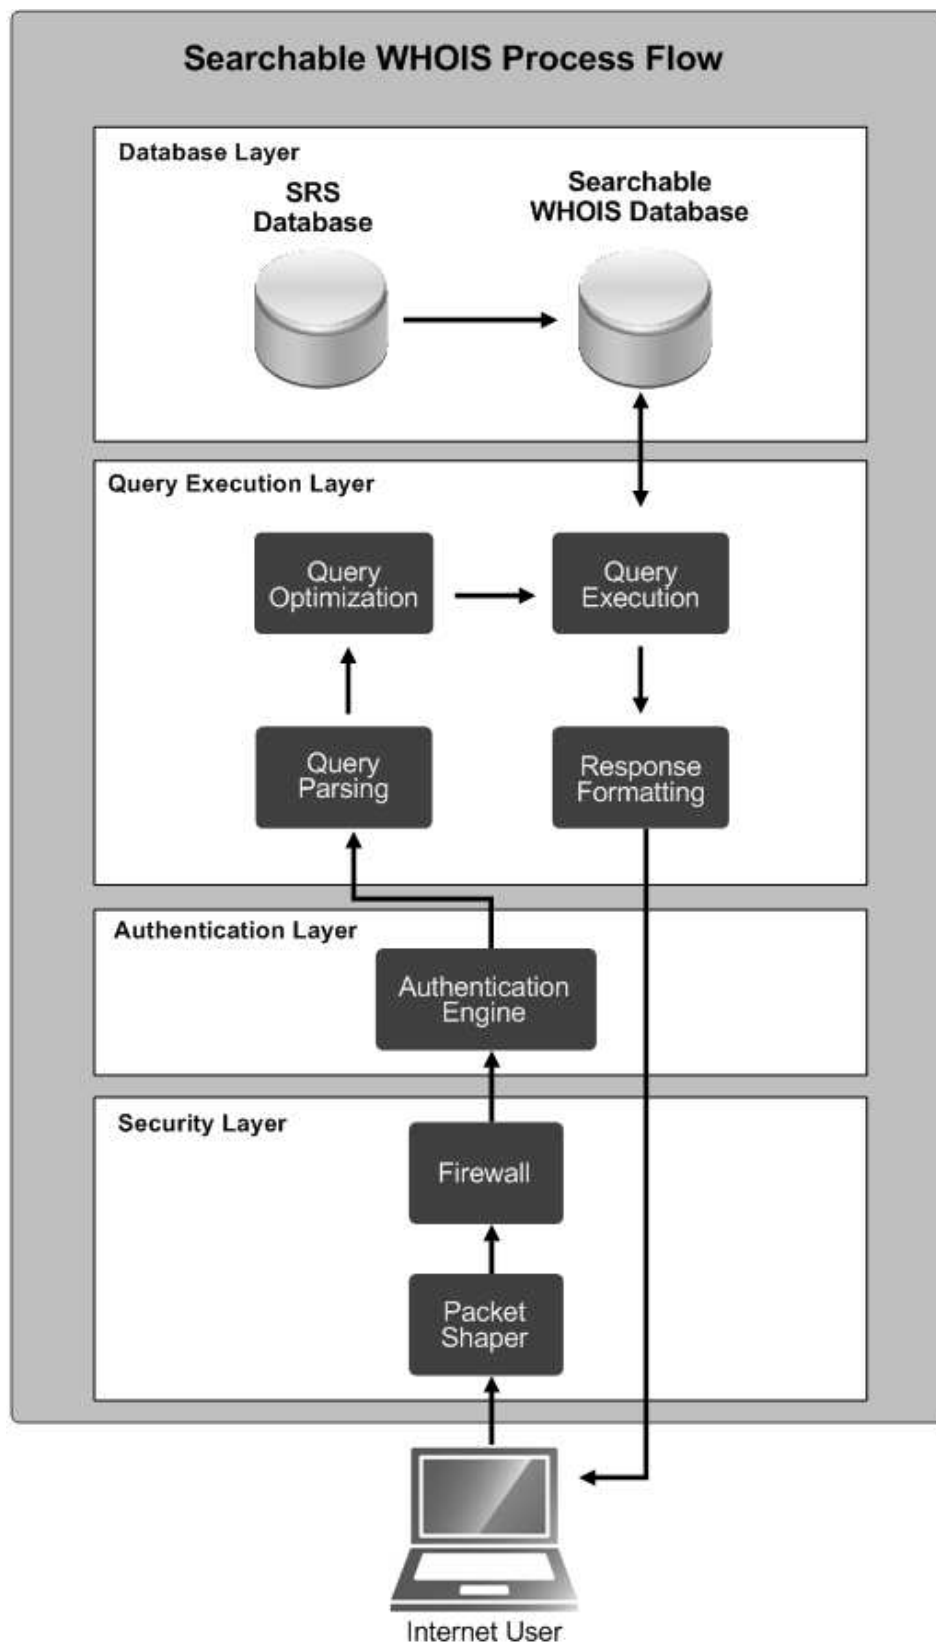 Searchable WHOIS Process Flow
Database Layer
SRS
Database
Searchable
WHOIS Database
Query Execution Layer
Query
Optimization
Query
Execution
Query
Parsing
Response
Formatting
Authentication Layer
Authentication
Engine
Security Layer
Firewall
Packet
Shaper
Internet User